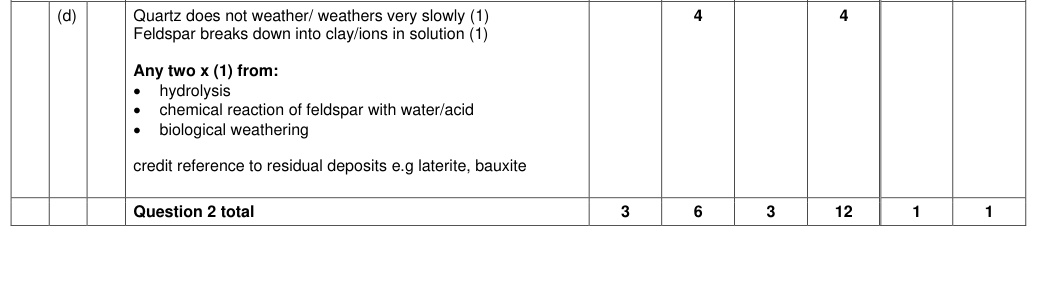 (d) Quartz does not weather/ weathers very slowly (1) 4 4
Feldspar breaks down into clay/ions in solution (1)
Any two x (1) from:
• hydrolysis
• chemical reaction of feldspar with water/acid
• biological weathering
credit reference to residual deposits e.g laterite, bauxite
Question 2 total 3 6 3 12 1 1